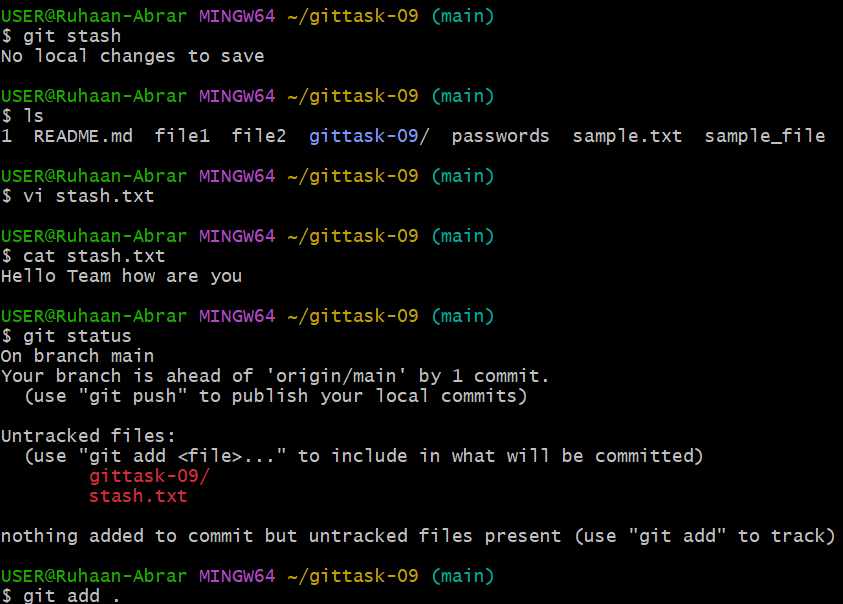 USER@Ruhaan-Abrar MINGW64 ~/gittask-09 (main)
$ git stash
No local changes to save
USER@Ruhaan-Abrar MINGW64 ~/gittask-09 (main)
$ ls
1  README.md  file1  file2  gittask-09/  passwords  sample.txt  sample_file
USER@Ruhaan-Abrar MINGW64 ~/gittask-09 (main)
$ vi stash.txt
USER@Ruhaan-Abrar MINGW64 ~/gittask-09 (main)
$ cat stash.txt
Hello Team how are you
USER@Ruhaan-Abrar MINGW64 ~/gittask-09 (main)
$ git status
On branch main
Your branch is ahead of 'origin/main' by 1 commit.
  (use "git push" to publish your local commits)
Untracked files:
  (use "git add <file>..." to include in what will be committed)
        gittask-09/
        stash.txt
nothing added to commit but untracked files present (use "git add" to track)
USER@Ruhaan-Abrar MINGW64 ~/gittask-09 (main)
$ git add .